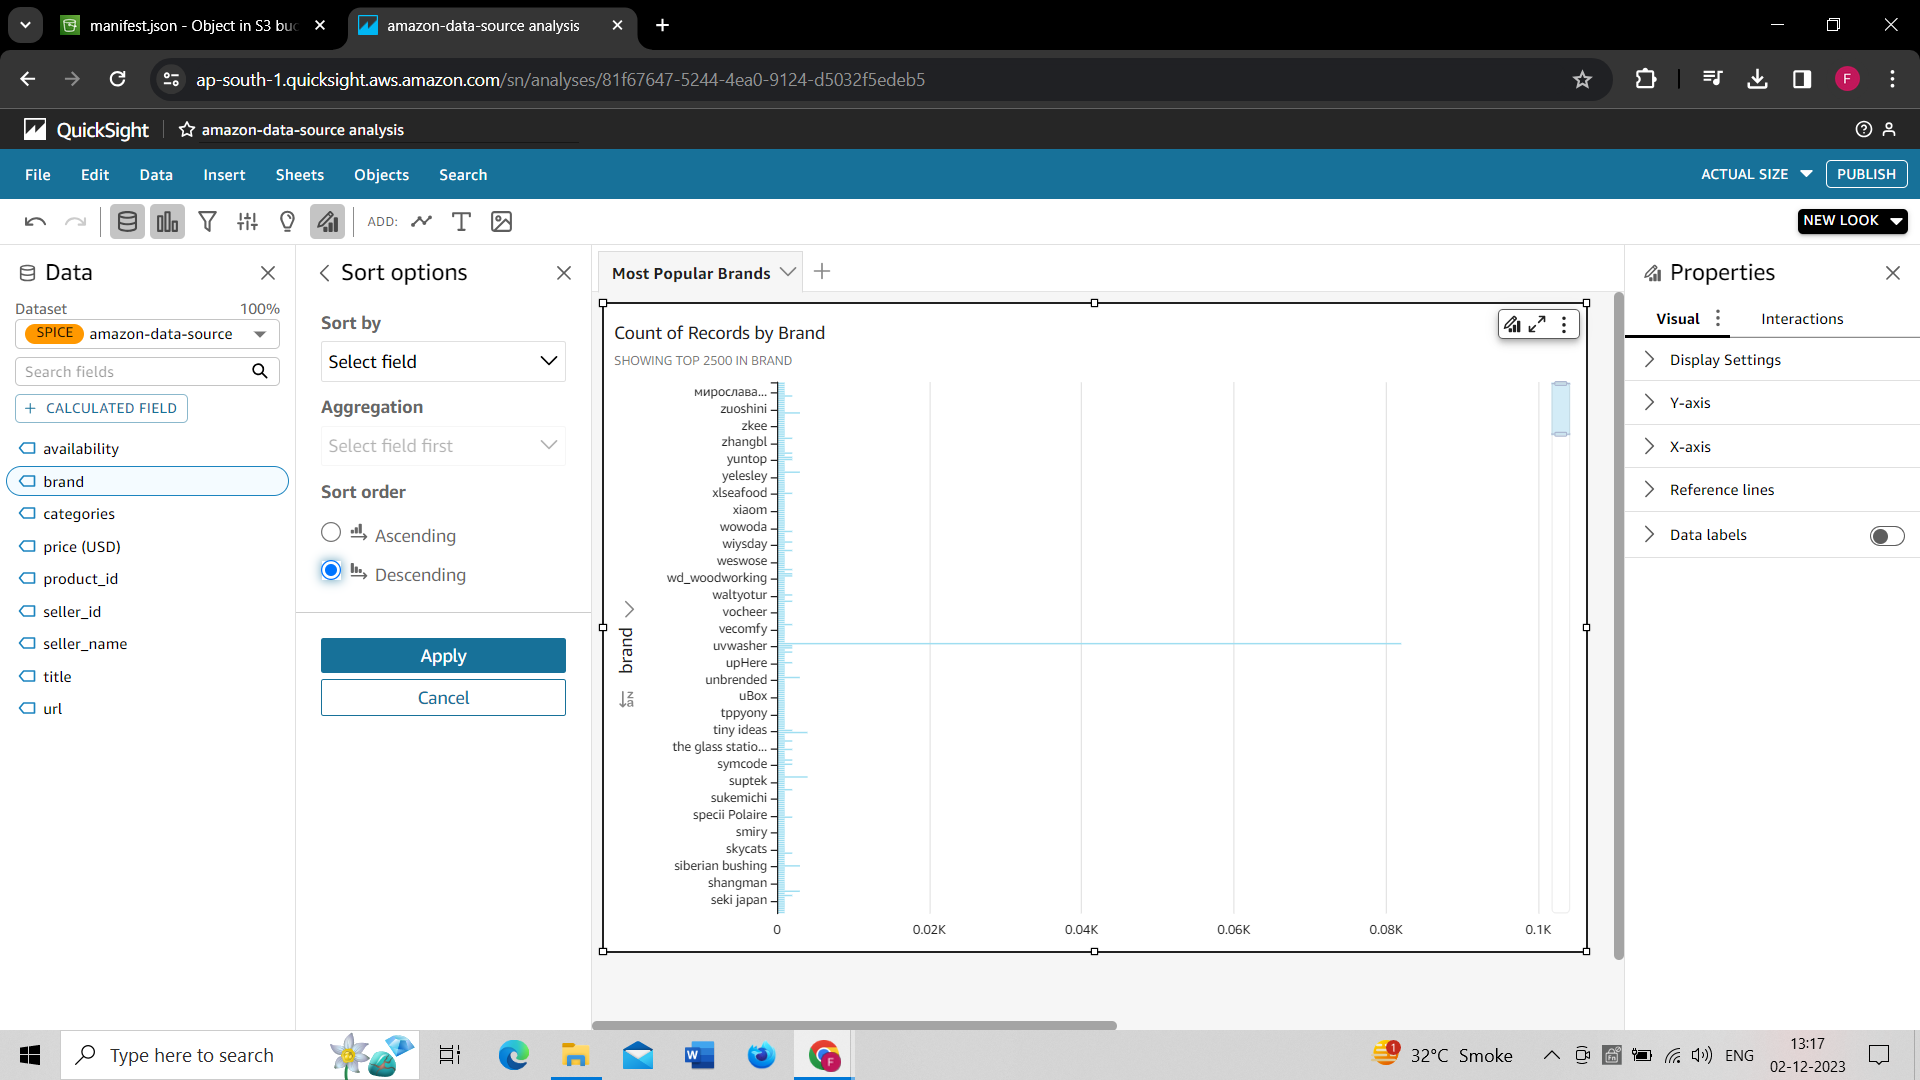 manifest.json - Object in S3 buc
amazon-data-source analysis
ap-south-1.quicksight.aws.amazon.com/sn/analyses/81f67647-5244-4ea0-9124-d5032f5edeb5
F
QuickSight
amazon-data-source analysis
File
Edit
Data
Insert
Sheets
Objects
Search
ACTUAL SIZE
PUBLISH
ADD:
NEW LOOK
Data
Dataset
100%
SPICE
amazon-data-source
Search fields
CALCULATED FIELD
availability
brand
categories
price (USD)
product_id
seller_id
seller_name
title
url
Sort options
Sort by
Select field
Aggregation
Select field first
Sort order
Ascending
Descending
Apply
Cancel
Most Popular Brands
Count of Records by Brand
SHOWING TOP 2500 IN BRAND
мирослава...
zuoshini
zkee
zhangbl
yuntop
yelesley
xlseafood
xiaom
wowoda
wiysday
weswose
wd_woodworking
waltyotur
vocheer
vecomfy
uvwasher
upHere
unbrended
uBox
tppyony
tiny ideas
the glass statio...
symcode
suptek
sukemichi
specii Polaire
smiry
skycats
siberian bushing
shangman
seki japan
brand
0
0.02K
0.04K
0.06K
0.08K
0.1K
Properties
Visual
Interactions
Display Settings
Y-axis
X-axis
Reference lines
Data labels
Type here to search
1
32°C Smoke
ENG
13:17
02-12-2023